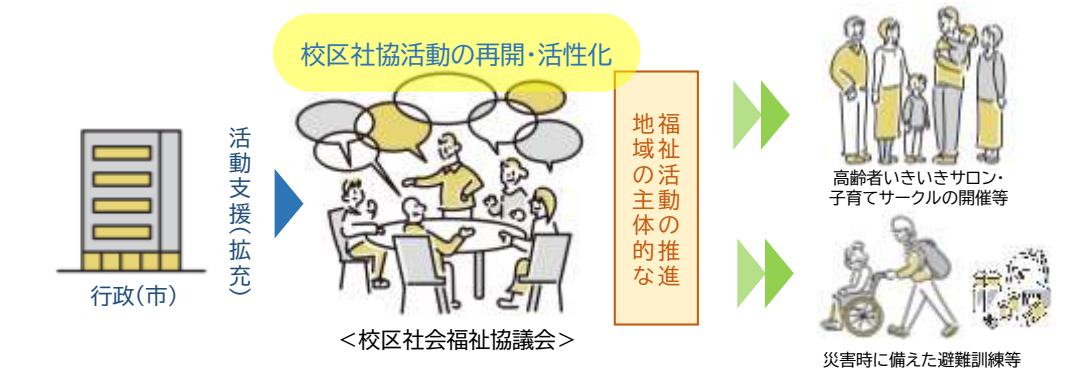 校区社協活動の再開・活性化
行政(市)
活動支援(拡充)
<校区社会福祉協議会>
地域の主体的な
福祉活動の推進
高齢者いきいきサロン・
子育てサークルの開催等
災害時に備えた避難訓練等